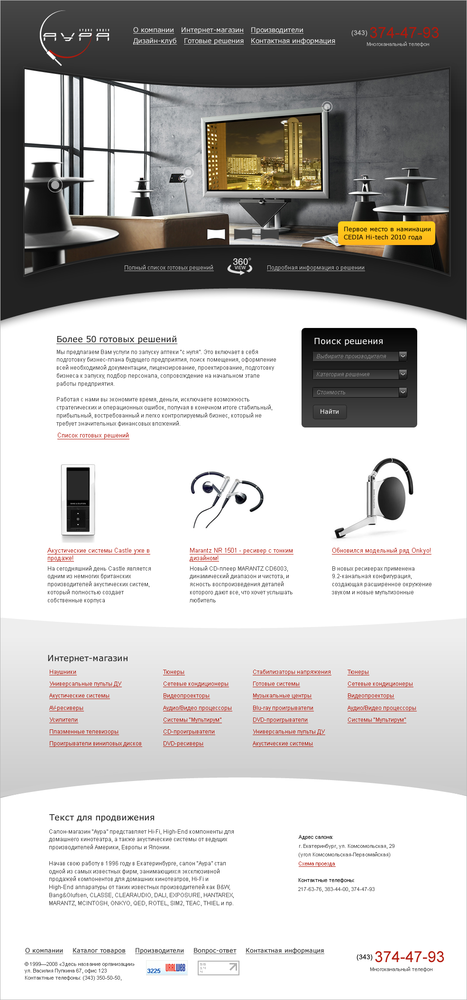 студия аудио
АУРА
О компании Интернет-магазин Производители
Дизайн-клуб Готовые решения Контактная информация
(343) 374-47-93
Многоканальный телефон
Первое место в наминации
CEDIA Hi-tech 2010 года
Полный список готовых решений
360°
VIEW
Подробная информация о решении
Более 50 готовых решений
Мы предлагаем Вам услуги по запуску аптеки "с нуля". Это включает в себя
подготовку бизнес-плана будущего предприятия, поиск помещения, оформление
всей необходимой документации, лицензирование, проектирование, подготовку
бизнеса к запуску, подбор персонала, сопровождение на начальном этапе
работы предприятия.
Работая с нами вы экономите время, деньги, исключаете возможность
стратегических и операционных ошибок, получая в конечном итоге стабильный,
прибыльный, востребованный и легко контролируемый бизнес, который не
требует значительных финансовых вложений.
Список готовых решений
Поиск решения
Выберите производителя
Категория решения
Стоимость
Найти
Акустические системы Castle уже в
продаже!
На сегодняшний день Castle является
одним из немногих британских
производителей акустических систем,
который полностью создает
собственные корпуса
Marantz NR 1501 - ресивер с тонким
дизайном!
Новый CD-плеер MARANTZ CD6003,
динамический диапазон и чистота, и
ясность воспроизведения деталей
которого дают все, что хочет услышать
любитель
Обновился модельный ряд Onkyo!
В новых ресиверах применена
9.2-канальная конфигурация,
создающая расширенное окружение
звуком и новые мультизонные
Интернет-магазин
Наушники
Универсальные пульты ДУ
Акустические системы
AV-ресиверы
Усилители
Плазменные телевизоры
Проигрыватели виниловых дисков
Тюнеры
Сетевые кондиционеры
Видеопроекторы
Аудио/Видео процессоры
Системы "Мультирум"
CD-проигрыватели
DVD-ресиверы
Стабилизаторы напряжения
Готовые системы
Музыкальные центры
Blu-ray проигрыватели
DVD-проигрыватели
Универсальные пульты ДУ
Акустические системы
Тюнеры
Сетевые кондиционеры
Видеопроекторы
Аудио/Видео процессоры
Системы "Мультирум"
Текст для продвижения
Салон-магазин "Аура" представляет Hi-Fi, High-End компоненты для
домашнего кинотеатра, а также акустические системы от ведущих
производителей Америки, Европы и Японии.
Начав свою работу в 1996 году в Екатеринбурге, салон "Аура" стал
одной из самых известных фирм, занимающихся эксклюзивной
продажей компонентов для домашних кинотеатров, Hi-Fi и
High-End аппаратуры от таких известных производителей как B&W,
Bang&Olufsen, CLASSE, CLEARAUDIO, DALI, EXPOSURE, HANTAREX,
MARANTZ, MCINTOSH, ONKYO, QED, ROTEL, SIM2, TEAC, THIEL и пр.
Адрес салона:
г. Екатеринбург, ул. Комсомольская, 29
(угол Комсомольская-Первомайская)
Схема проезда
Контактные телефоны:
217-63-76, 383-44-00, 374-47-93
О компании Каталог товаров Производители Вопрос-ответ Контактная информация
© 1999—2008 «Здесь название организации»
ул. Василия Пупкина 67, офис 123
Контактные телефоны: (343) 350-50-50,
3225 URALWEB
(343) 374-47-93
Многоканальный телефон